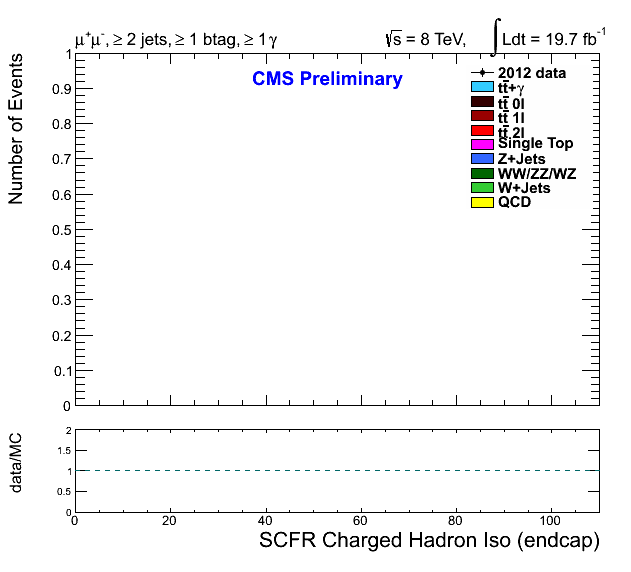 μ⁺μ⁻, ≥ 2 jets, ≥ 1 btag, ≥ 1 γ
√s = 8 TeV, ∫ Ldt = 19.7 fb⁻¹
CMS Preliminary
2012 data
tt̅+γ
tt̅ 0l
tt̅ 1l
tt̅ 2l
Single Top
Z+Jets
WW/ZZ/WZ
W+Jets
QCD
Number of Events
1
0.9
0.8
0.7
0.6
0.5
0.4
0.3
0.2
0.1
0
data/MC
2
1.5
1
0.5
0
0 20 40 60 80 100
SCFR Charged Hadron Iso (endcap)